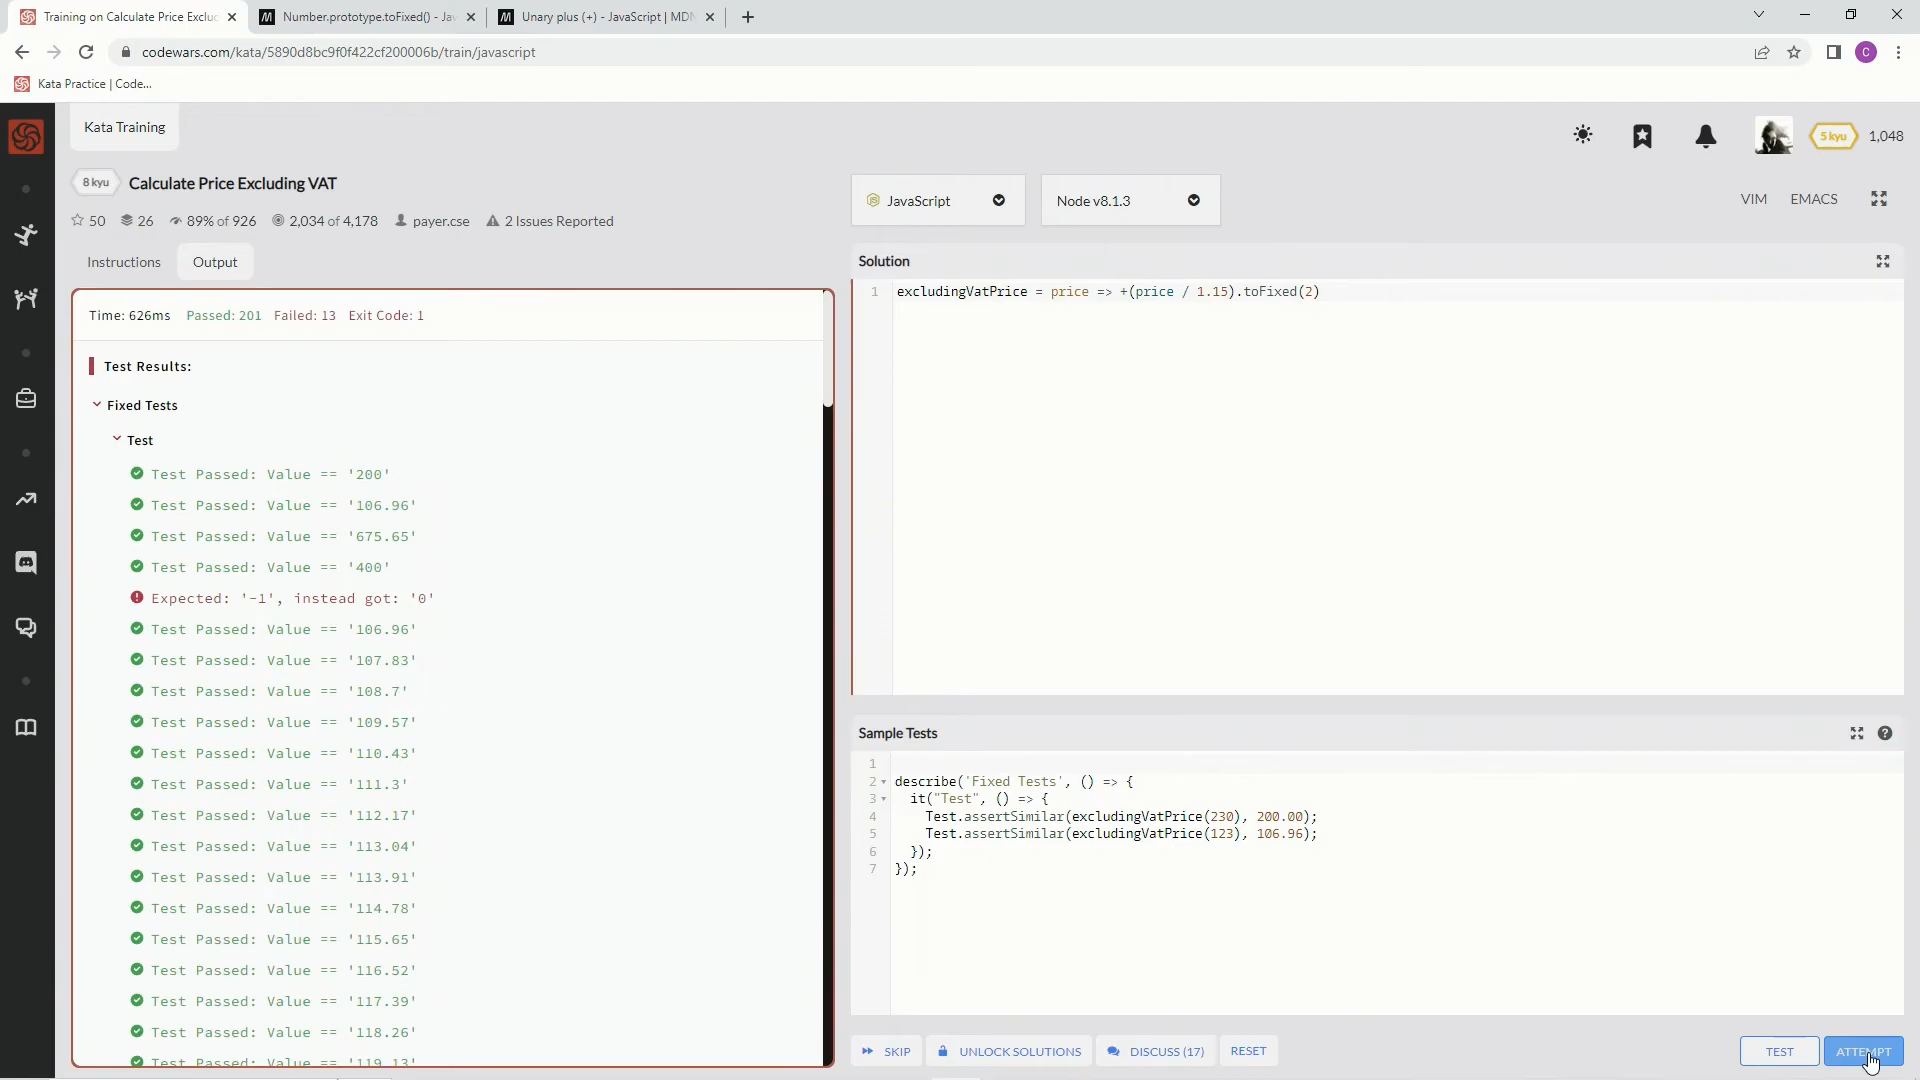 Training on Calculate Price Exclu
Number.prototype.toFixed() - Jav
Unary plus (+) - JavaScript | MDN
codewars.com/kata/5890d8bc9f0f422cf200006b/train/javascript
C
Kata Practice | Code...
Kata Training
5 kyu
1,048
8 kyu
Calculate Price Excluding VAT
50
26
89% of 926
2,034 of 4,178
payer.cse
2 Issues Reported
JavaScript
Node v8.1.3
VIM
EMACS
Instructions
Output
Time: 626ms Passed: 201 Failed: 13 Exit Code: 1
Test Results:
Fixed Tests
Test
Test Passed: Value == '200'
Test Passed: Value == '106.96'
Test Passed: Value == '675.65'
Test Passed: Value == '400'
Expected: '-1', instead got: '0'
Test Passed: Value == '106.96'
Test Passed: Value == '107.83'
Test Passed: Value == '108.7'
Test Passed: Value == '109.57'
Test Passed: Value == '110.43'
Test Passed: Value == '111.3'
Test Passed: Value == '112.17'
Test Passed: Value == '113.04'
Test Passed: Value == '113.91'
Test Passed: Value == '114.78'
Test Passed: Value == '115.65'
Test Passed: Value == '116.52'
Test Passed: Value == '117.39'
Test Passed: Value == '118.26'
Test Passed: Value == '119.13'
Solution
1 excludingVatPrice = price => +(price / 1.15).toFixed(2)
Sample Tests
1
2 describe('Fixed Tests', () => {
3 it("Test", () => {
4 Test.assertSimilar(excludingVatPrice(230), 200.00);
5 Test.assertSimilar(excludingVatPrice(123), 106.96);
6 });
7 });
SKIP
UNLOCK SOLUTIONS
DISCUSS (17)
RESET
TEST
ATTEMPT